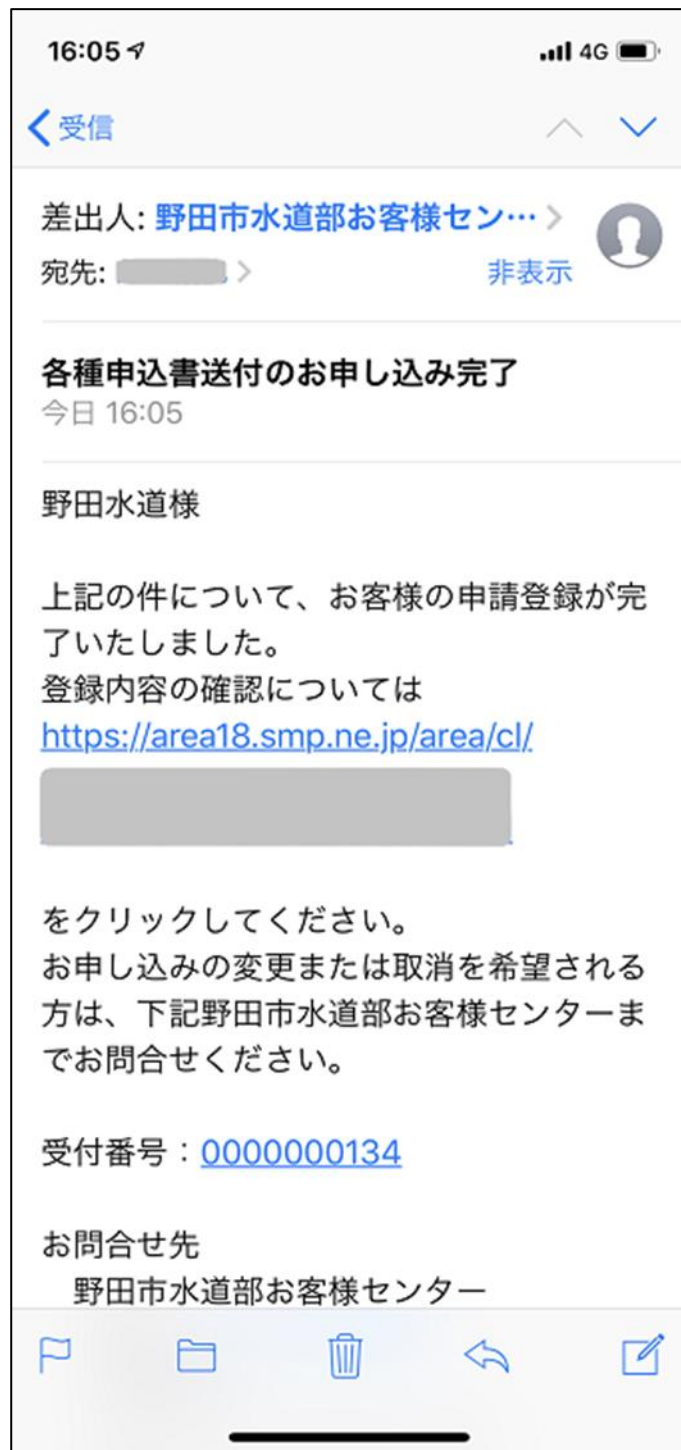 16:05
4G
受信
差出人: 野田市水道部お客様セン…
宛先:
非表示
各種申込書送付のお申し込み完了
今日 16:05
野田水道様
上記の件について、お客様の申請登録が完
了いたしました。
登録内容の確認については
https://area18.smp.ne.jp/area/cl/
をクリックしてください。
お申し込みの変更または取消を希望される
方は、下記野田市水道部お客様センターま
でお問合せください。
受付番号：0000000134
お問合せ先
野田市水道部お客様センター